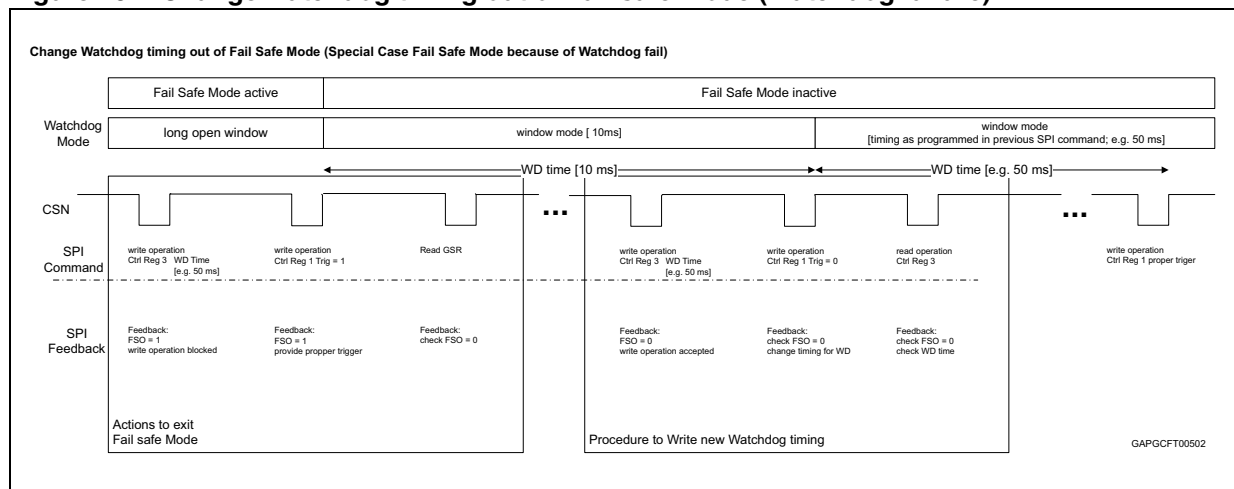 Change Watchdog timing out of Fail Safe Mode (Special Case Fail Safe Mode because of Watchdog fail)
Fail Safe Mode active
Fail Safe Mode inactive
Watchdog
Mode
long open window
window mode [ 10ms]
window mode
[timing as programmed in previous SPI command; e.g. 50 ms]
WD time [10 ms]
WD time [e.g. 50 ms]
CSN
...
...
SPI
Command
write operation
Ctrl Reg 3 WD Time
[e.g. 50 ms]
write operation
Ctrl Reg 1 Trig = 1
Read GSR
write operation
Ctrl Reg 3 WD Time
[e.g. 50 ms]
write operation
Ctrl Reg 1 Trig = 0
read operation
Ctrl Reg 3
write operation
Ctrl Reg 1 proper triger
SPI
Feedback
Feedback:
FSO = 1
write operation blocked
Feedback:
FSO = 1
provide propper trigger
Feedback:
check FSO = 0
Feedback:
FSO = 0
write operation accepted
Feedback:
check FSO = 0
change timing for WD
Feedback:
check FSO = 0
check WD time
Actions to exit
Fail safe Mode
Procedure to Write new Watchdog timing
GAPGCFT00502